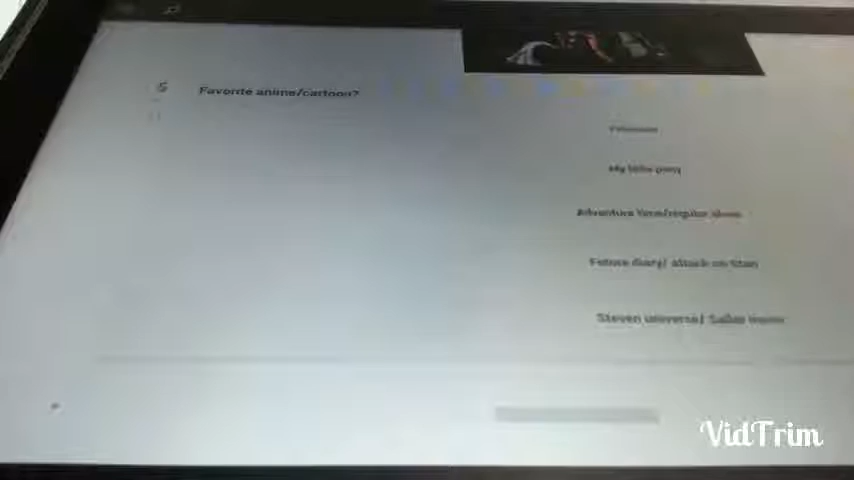 5
Favorite anime/cartoon?
My little pony
Adventure time/regular show
Future diary/ attack on titan
Steven universe/ Sailor moon
VidTrim